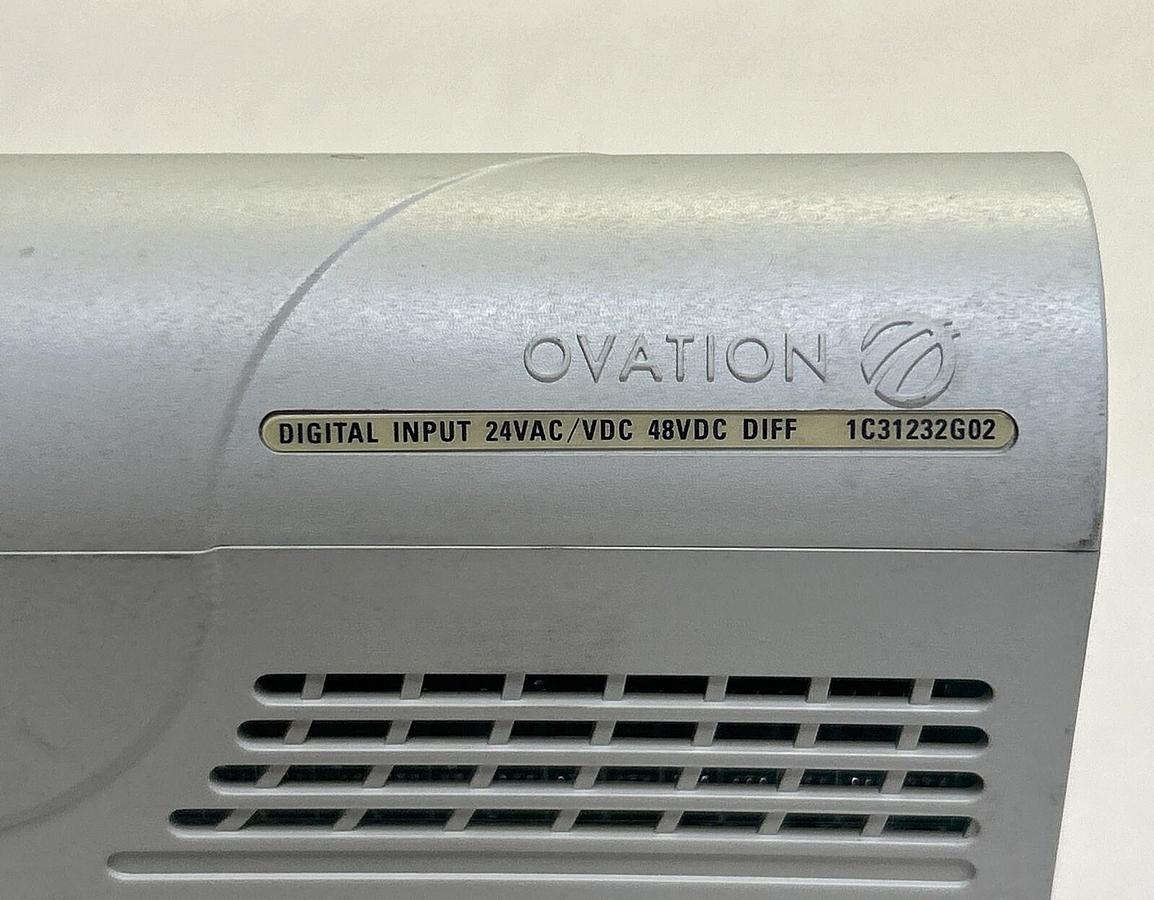 OVATION
DIGITAL INPUT 24VAC/VDC 48VDC DIFF 1C31232G02